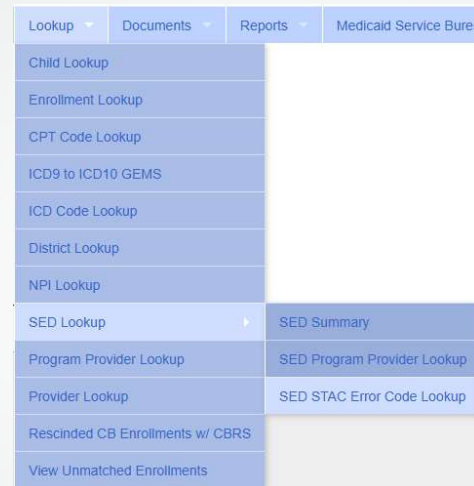 Lookup Documents Reports Medicaid Service Bure
Child Lookup
Enrollment Lookup
CPT Code Lookup
ICD9 to ICD10 GEMS
ICD Code Lookup
District Lookup
NPI Lookup
SED Lookup SED Summary
Program Provider Lookup SED Program Provider Lookup
Provider Lookup SED STAC Error Code Lookup
Rescinded CB Enrollments w/ CBRS
View Unmatched Enrollments